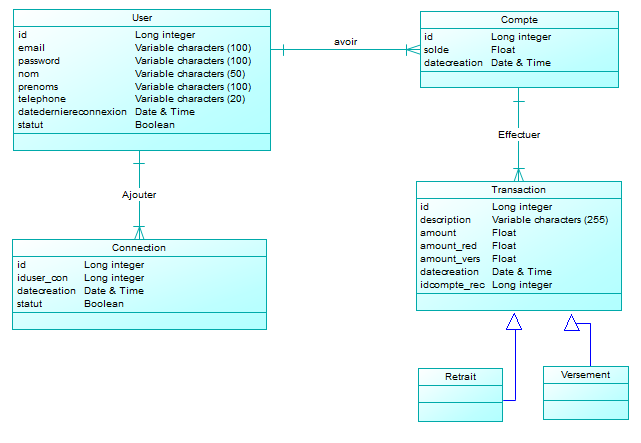 User
id Long integer
email Variable characters (100)
password Variable characters (100)
nom Variable characters (50)
prenoms Variable characters (100)
telephone Variable characters (20)
datederniereconnexion Date & Time
statut Boolean
avoir
Compte
id Long integer
solde Float
datecreation Date & Time
Ajouter
Effectuer
Connection
id Long integer
iduser_con Long integer
datecreation Date & Time
statut Boolean
Transaction
id Long integer
description Variable characters (255)
amount Float
amount_red Float
amount_vers Float
datecreation Date & Time
idcompte_rec Long integer
Retrait
Versement